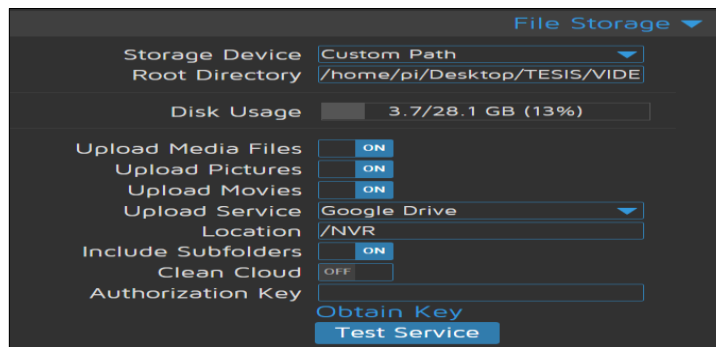 File Storage
Storage Device Custom Path
Root Directory /home/pi/Desktop/TESIS/VIDE
Disk Usage 3.7/28.1 GB (13%)
Upload Media Files ON
Upload Pictures ON
Upload Movies ON
Upload Service Google Drive
Location /NVR
Include Subfolders ON
Clean Cloud OFF
Authorization Key
Obtain Key
Test Service